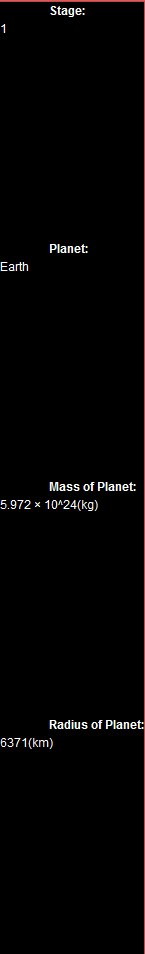 Stage:
1
Planet:
Earth
Mass of Planet:
5.972 × 10^24(kg)
Radius of Planet:
6371(km)